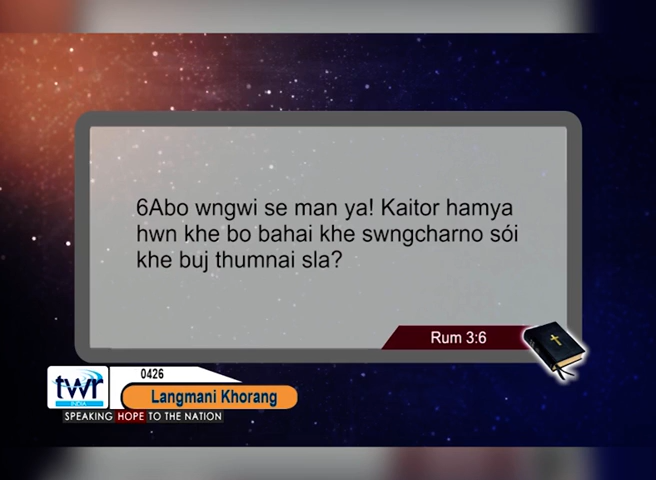 6Abo wngwi se man ya! Kaitor hamya
hwn khe bo bahai khe swngcharno sói
khe buj thumnai sla?
Rum 3:6
0426
twr
INDIA
Langmani Khorang
SPEAKING HOPE TO THE NATION